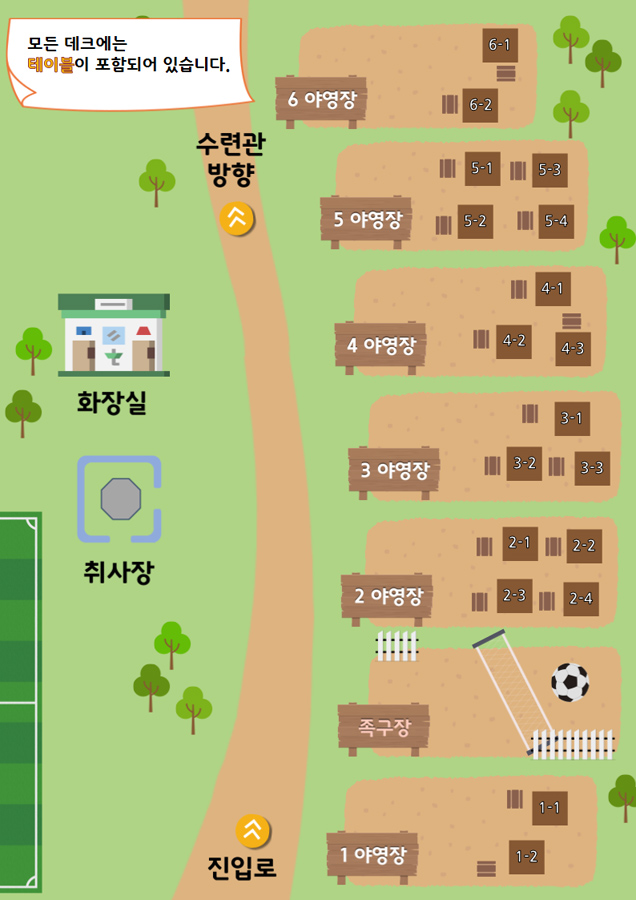 모든 데크에는
테이블이 포함되어 있습니다.
6-1
6 야영장
6-2
수련관
방향
5-1
5-3
5 야영장
5-2
5-4
4-1
4 야영장
4-2
4-3
화장실
3-1
3 야영장
3-2
3-3
취사장
2-1
2-2
2 야영장
2-3
2-4
족구장
1-1
1 야영장
1-2
진입로